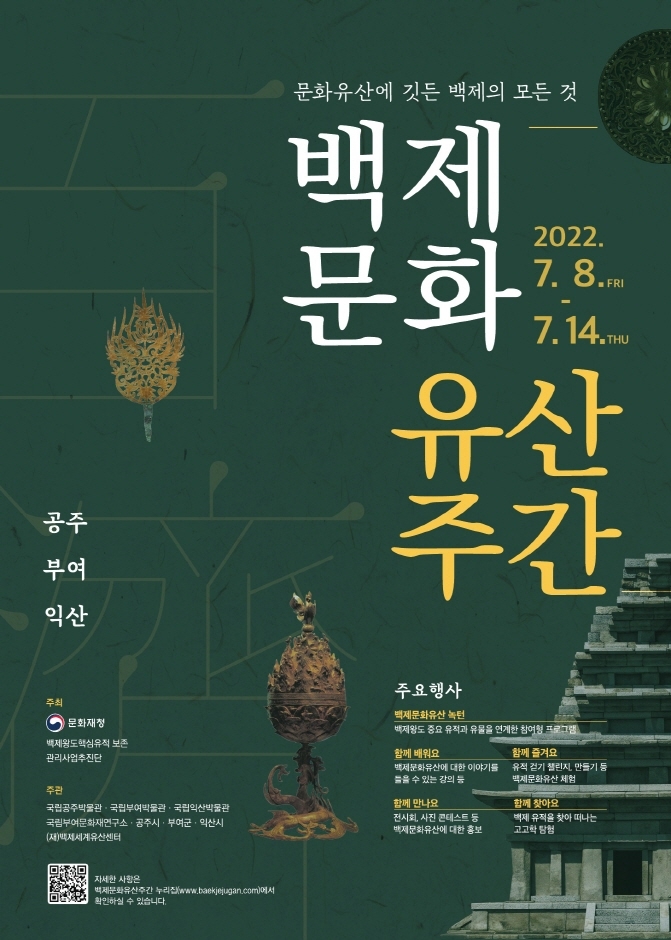 문화유산에 깃든 백제의 모든 것
백제
문화
유산
주간
2022.
7. 8.FRI
-
7.14.THU
공주
부여
익산
주최
문화재청
백제왕도핵심유적 보존
관리사업추진단
주관
국립공주박물관 · 국립부여박물관 · 국립익산박물관
국립부여문화재연구소 · 공주시 · 부여군 · 익산시
(재)백제세계유산센터
자세한 사항은
백제문화유산주간 누리집(www.baekjejugan.com)에서
확인하실 수 있습니다.
주요행사
백제문화유산 녹턴
백제왕도 중요 유적과 유물을 연계한 참여형 프로그램
함께 배워요
백제문화유산에 대한 이야기를
들을 수 있는 강의 등
함께 즐겨요
유적 걷기 챌린지, 만들기 등
백제문화유산 체험
함께 만나요
전시회, 사진 콘테스트 등
백제문화유산에 대한 홍보
함께 찾아요
백제 유적을 찾아 떠나는
고고학 탐험